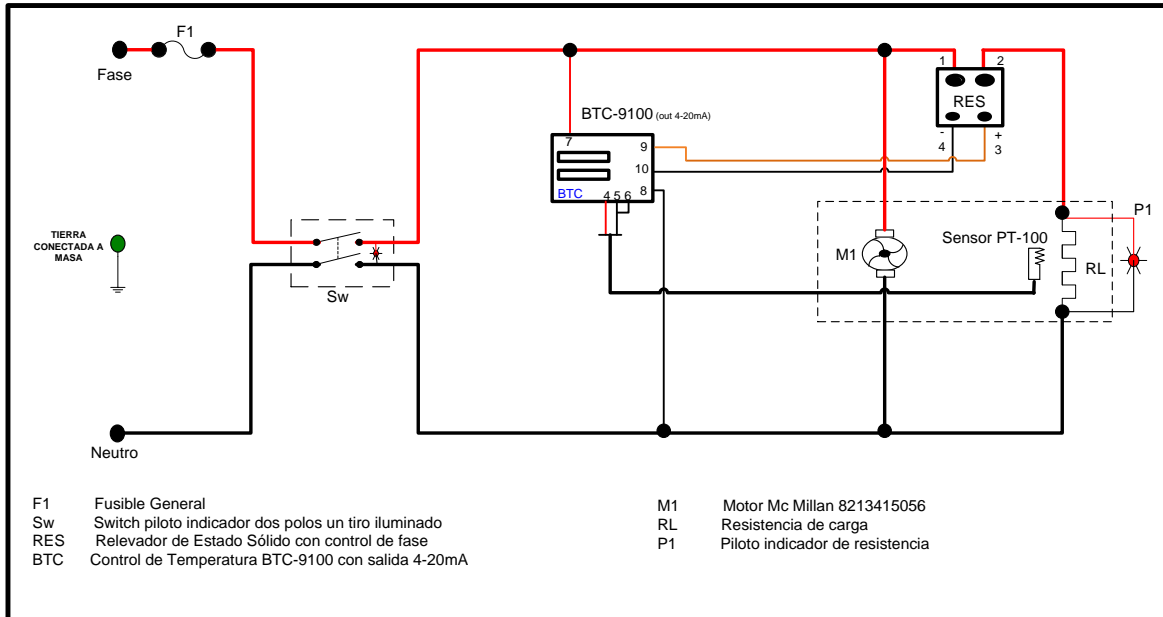 F1
Fase
1
2
RES
-
4
+
3
BTC-9100 (out 4-20mA)
7
9
10
8
BTC
4 5 6
TIERRA
CONECTADA A
MASA
Sw
M1
Sensor PT-100
RL
P1
Neutro
F1 Fusible General
Sw Switch piloto indicador dos polos un tiro iluminado
RES Relevador de Estado Sólido con control de fase
BTC Control de Temperatura BTC-9100 con salida 4-20mA
M1 Motor Mc Millan 8213415056
RL Resistencia de carga
P1 Piloto indicador de resistencia